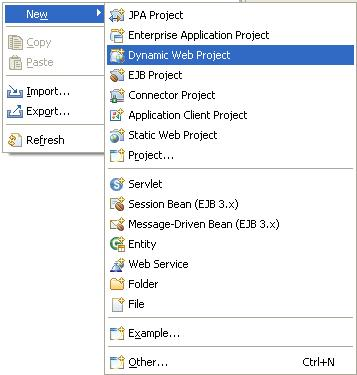 New
Copy
Paste
Import...
Export...
Refresh
JPA Project
Enterprise Application Project
Dynamic Web Project
EJB Project
Connector Project
Application Client Project
Static Web Project
Project...
Servlet
Session Bean (EJB 3.x)
Message-Driven Bean (EJB 3.x)
Entity
Web Service
Folder
File
Example...
Other... Ctrl+N